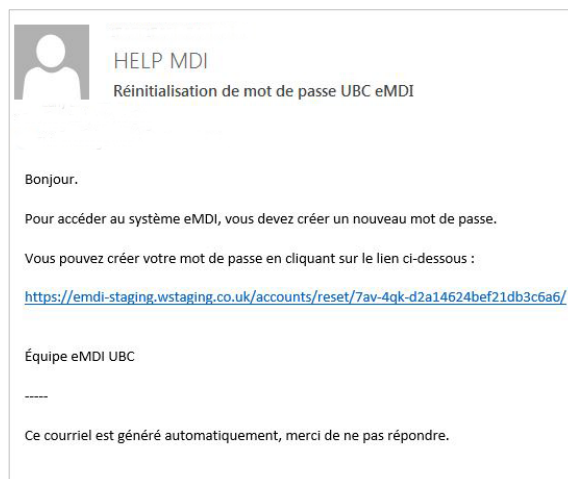 HELP MDI
Réinitialisation de mot de passe UBC eMDI
Bonjour.
Pour accéder au système eMDI, vous devez créer un nouveau mot de passe.
Vous pouvez créer votre mot de passe en cliquant sur le lien ci-dessous :
https://emdi-staging.wstaging.co.uk/accounts/reset/7av-4qk-d2a14624bef21db3c6a6/
Équipe eMDI UBC
-----
Ce courriel est généré automatiquement, merci de ne pas répondre.